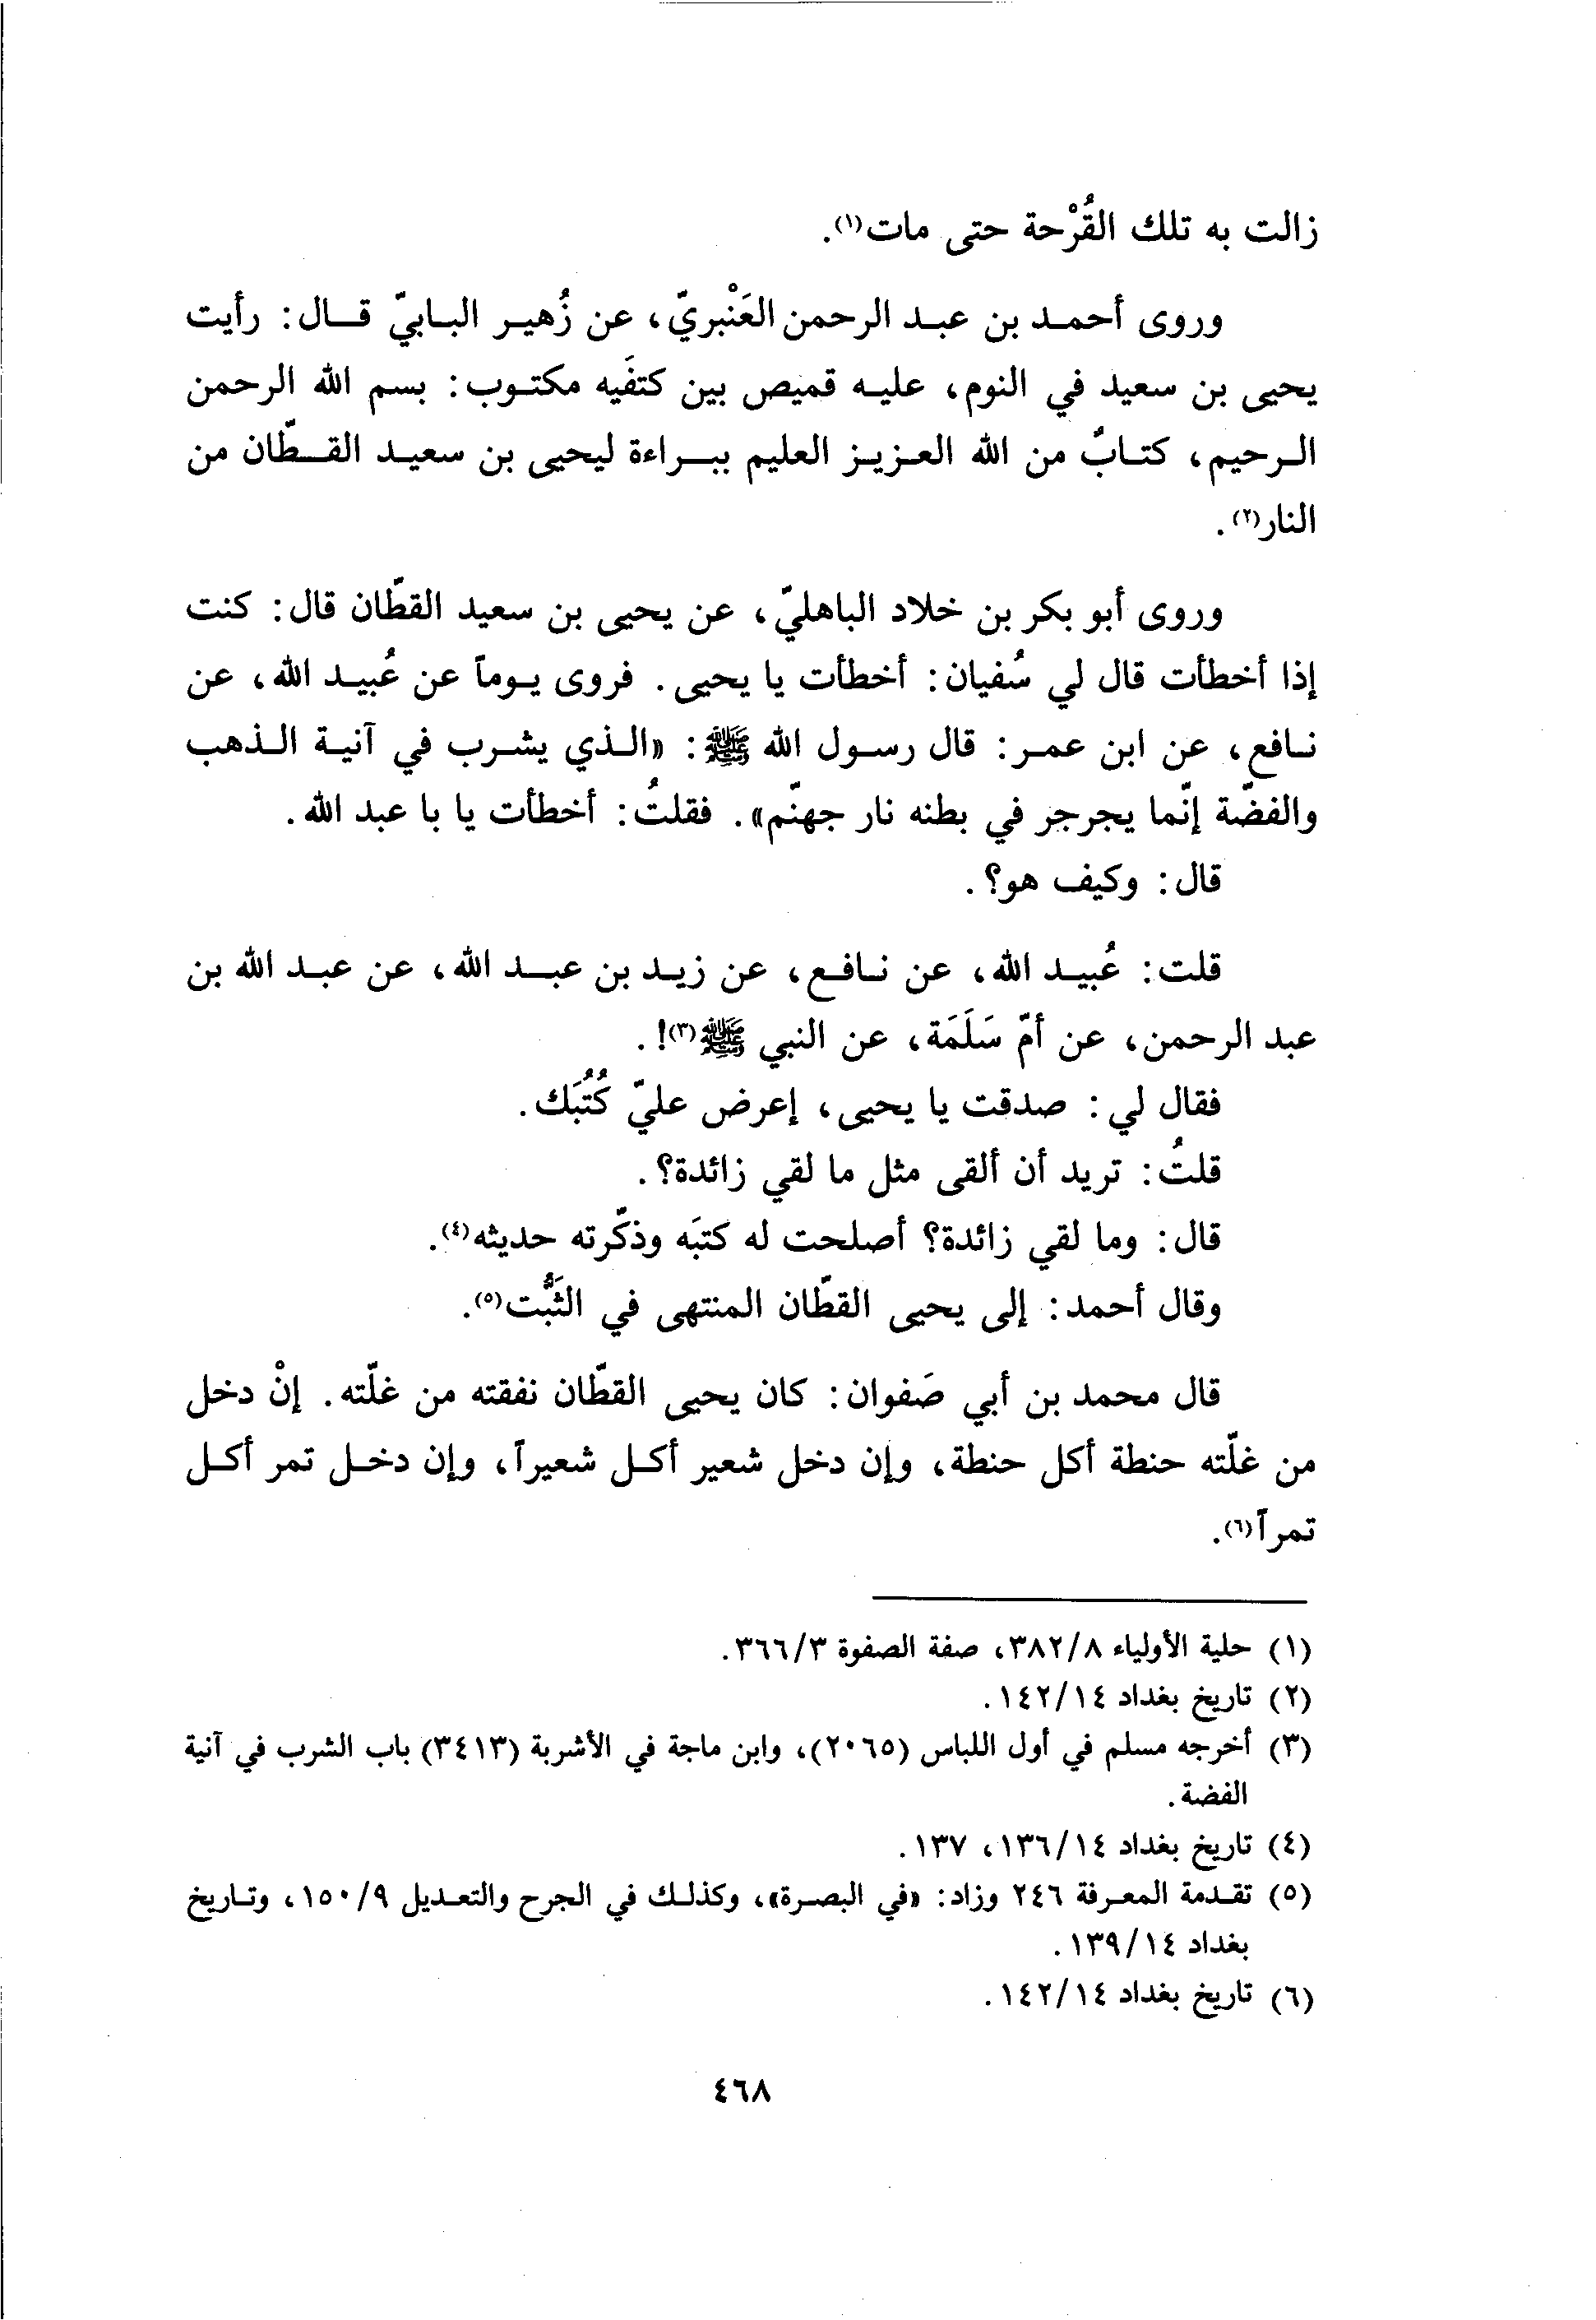 زالت به تلك القُرْحة حتى مات(١).
وروى أحمد بن عبد الرحمن العَنْبريّ، عن زُهير البابيّ قال: رأيت
يحيى بن سعيد في النوم، عليه قميص بين كتفَيه مكتوب: بسم الله الرحمن
الرحيم، كتابٌ من الله العزيز العليم ببراءة ليحيى بن سعيد القطّان من
النار(٢).
وروى أبو بكر بن خلاد الباهليّ، عن يحيى بن سعيد القطّان قال: كنت
إذا أخطأت قال لي سُفيان: أخطأت يا يحيى. فروى يوماً عن عُبيد الله، عن
نافع، عن ابن عمر: قال رسول الله ﷺ: «الذي يشرب في آنية الذهب
والفضّة إنّما يجرجر في بطنه نار جهنّم». فقلتُ: أخطأت يا با عبد الله.
قال: وكيف هو؟.
قلت: عُبيد الله، عن نافع، عن زيد بن عبد الله، عن عبد الله بن
عبد الرحمن، عن أمّ سَلَمَة، عن النبي ﷺ(٣)!.
فقال لي: صدقت يا يحيى، إعرض عليّ كُتُبَك.
قلتُ: تريد أن ألقى مثل ما لقي زائدة؟.
قال: وما لقي زائدة؟ أصلحت له كتبَه وذكّرته حديثه(٤).
وقال أحمد: إلى يحيى القطّان المنتهى في الثَبُّت(٥).
قال محمد بن أبي صَفوان: كان يحيى القطّان نفقته من غلّته. إنْ دخل
من غلّته حنطة أكل حنطة، وإن دخل شعير أكل شعيراً، وإن دخل تمر أكل
تمراً(٦).
(١) حلية الأولياء ٣٨٢/٨، صفة الصفوة ٣٦٦/٣.
(٢) تاريخ بغداد ١٤٢/١٤.
(٣) أخرجه مسلم في أول اللباس (٢٠٦٥)، وابن ماجة في الأشربة (٣٤١٣) باب الشرب في آنية
الفضة.
(٤) تاريخ بغداد ١٣٦/١٤، ١٣٧.
(٥) تقدمة المعرفة ٢٤٦ وزاد: «في البصرة»، وكذلك في الجرح والتعديل ١٥٠/٩، وتاريخ
بغداد ١٣٩/١٤.
(٦) تاريخ بغداد ١٤٢/١٤.
٤٦٨